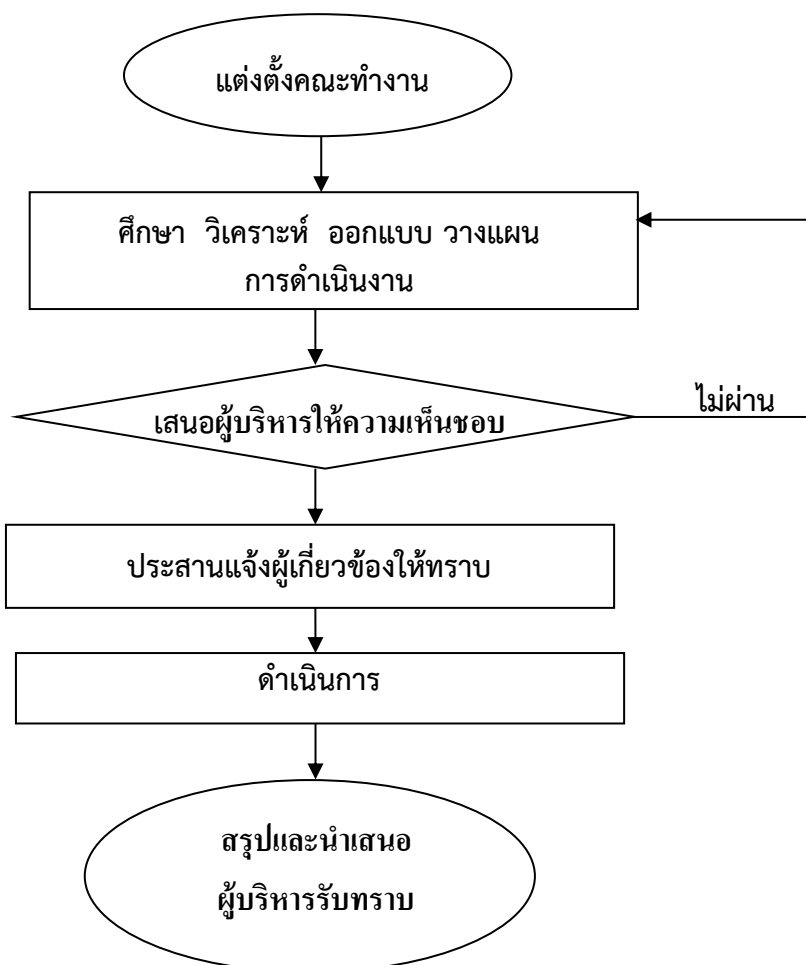 แต่งตั้งคณะทำงาน
ศึกษา วิเคราะห์ ออกแบบ วางแผน
การดำเนินงาน
เสนอผู้บริหารให้ความเห็นชอบ
ไม่ผ่าน
ประสานแจ้งผู้เกี่ยวข้องให้ทราบ
ดำเนินการ
สรุปและนำเสนอ
ผู้บริหารรับทราบ